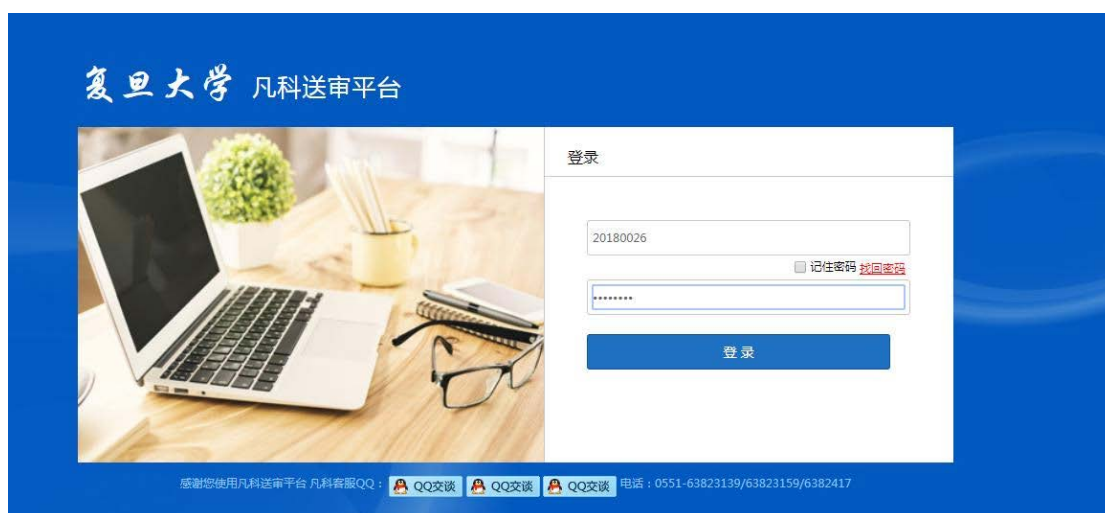 复旦大学 凡科送审平台
登录
20180026
记住密码 找回密码
••••••••
登 录
感谢您使用凡科送审平台 凡科客服QQ： QQ交谈 QQ交谈 QQ交谈 电话：0551-63823139/63823159/6382417